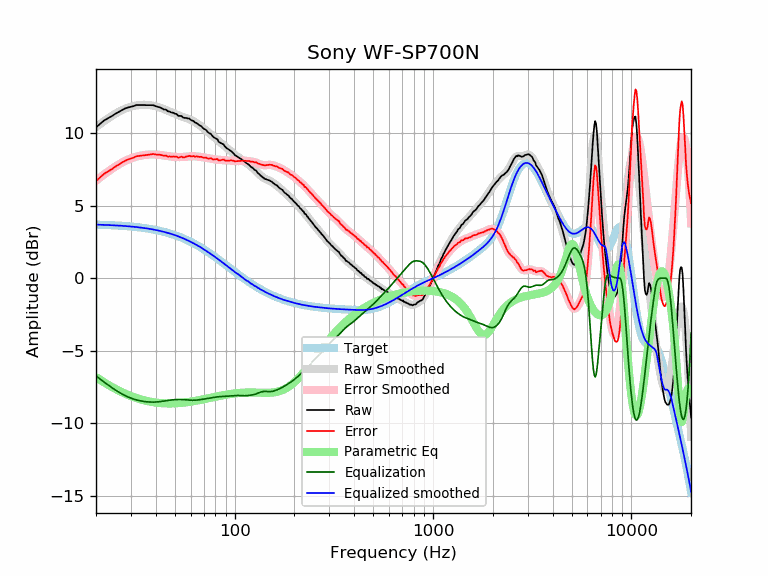 Sony WF-SP700N
Amplitude (dBr)
10
5
0
−5
−10
−15
Target
Raw Smoothed
Error Smoothed
Raw
Error
Parametric Eq
Equalization
Equalized smoothed
100 1000 10000
Frequency (Hz)